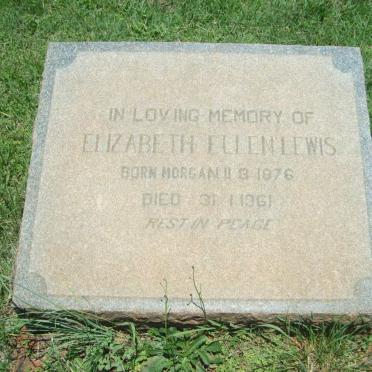 IN LOVING MEMORY OF
ELIZABETH ELLEN LEWIS
BORN MORGAN 11 8 1876
DIED 31 1 1961
REST IN PEACE